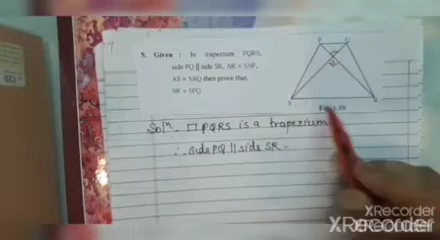 5. Given : In trapezium PQRS,
side PQ || side SR, AR = 5AP,
AS = 5AQ then prove that,
SR = 5PQ
P
Q
A
S
R
Solⁿ- □ PQRS is a trapezium
∴ side PQ || side SR.
XRecorder
XRecorder